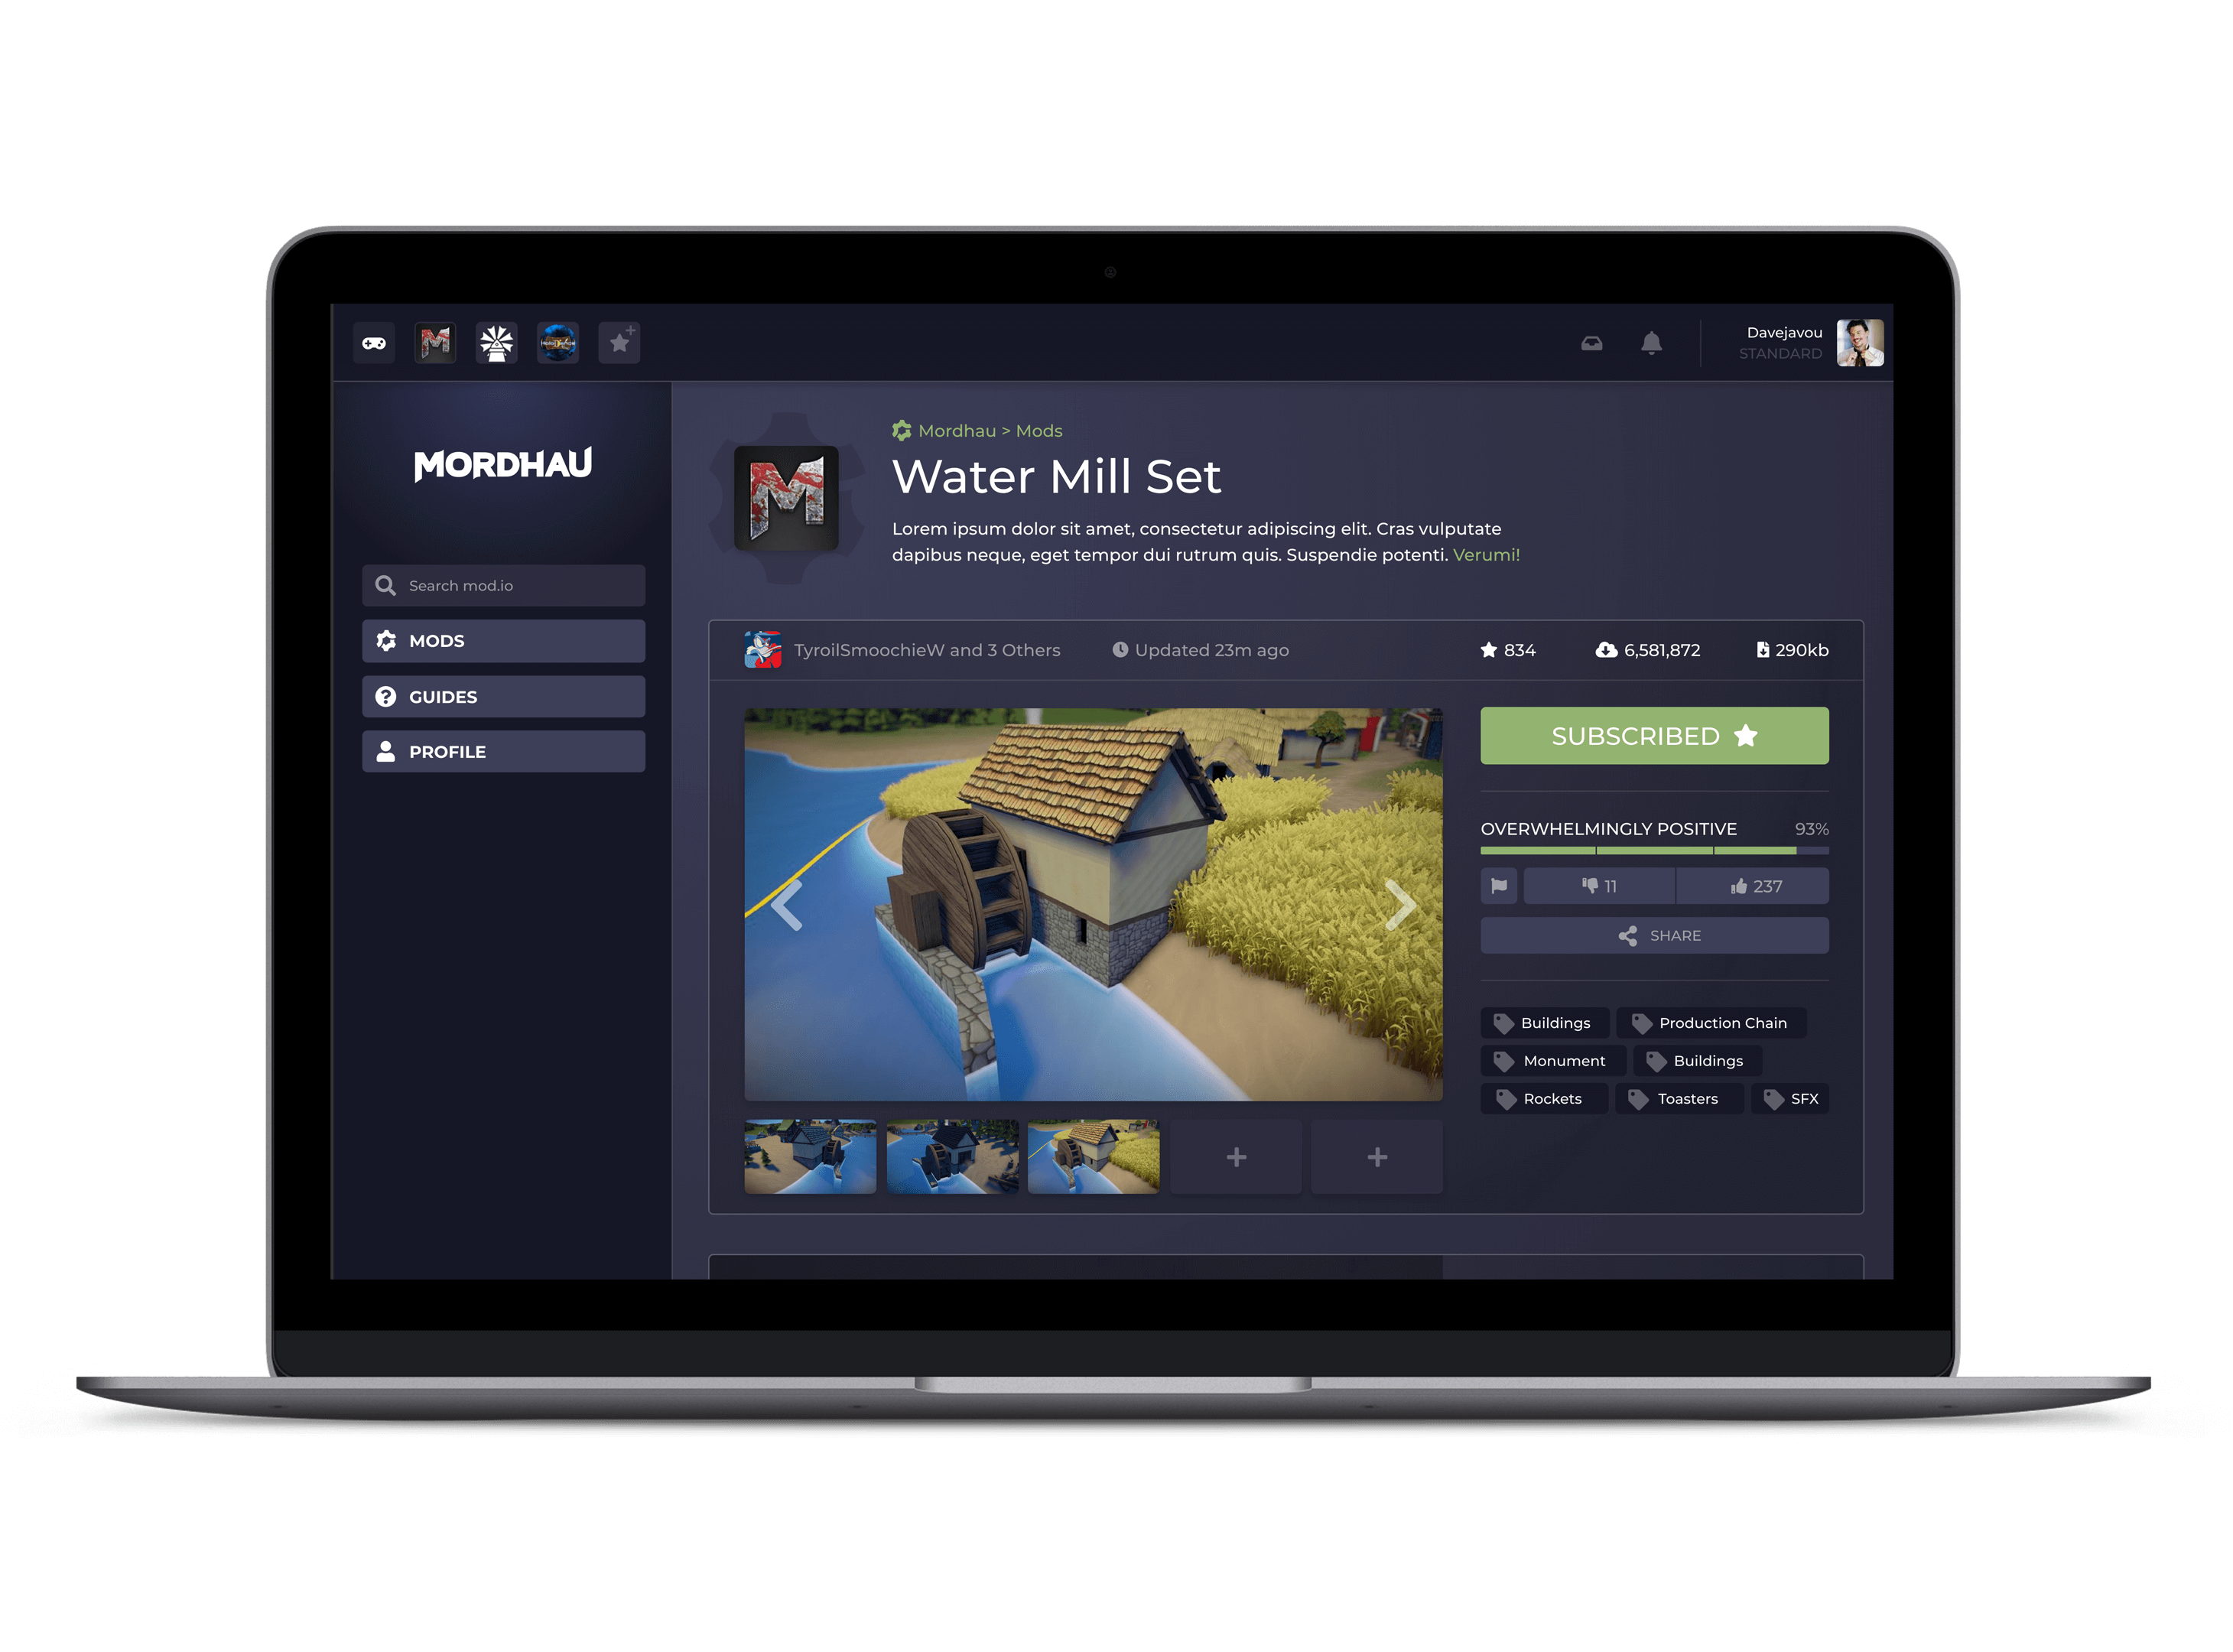 Davejavou
STANDARD
MORDHAU
Search mod.io
MODS
GUIDES
PROFILE
Mordhau > Mods
Water Mill Set
Lorem ipsum dolor sit amet, consectetur adipiscing elit. Cras vulputate
dapibus neque, eget tempor dui rutrum quis. Suspendie potenti. Verumi!
TyroilSmoochieW and 3 Others
Updated 23m ago
834
6,581,872
290kb
SUBSCRIBED
OVERWHELMINGLY POSITIVE 93%
11
237
SHARE
Buildings
Production Chain
Monument
Buildings
Rockets
Toasters
SFX